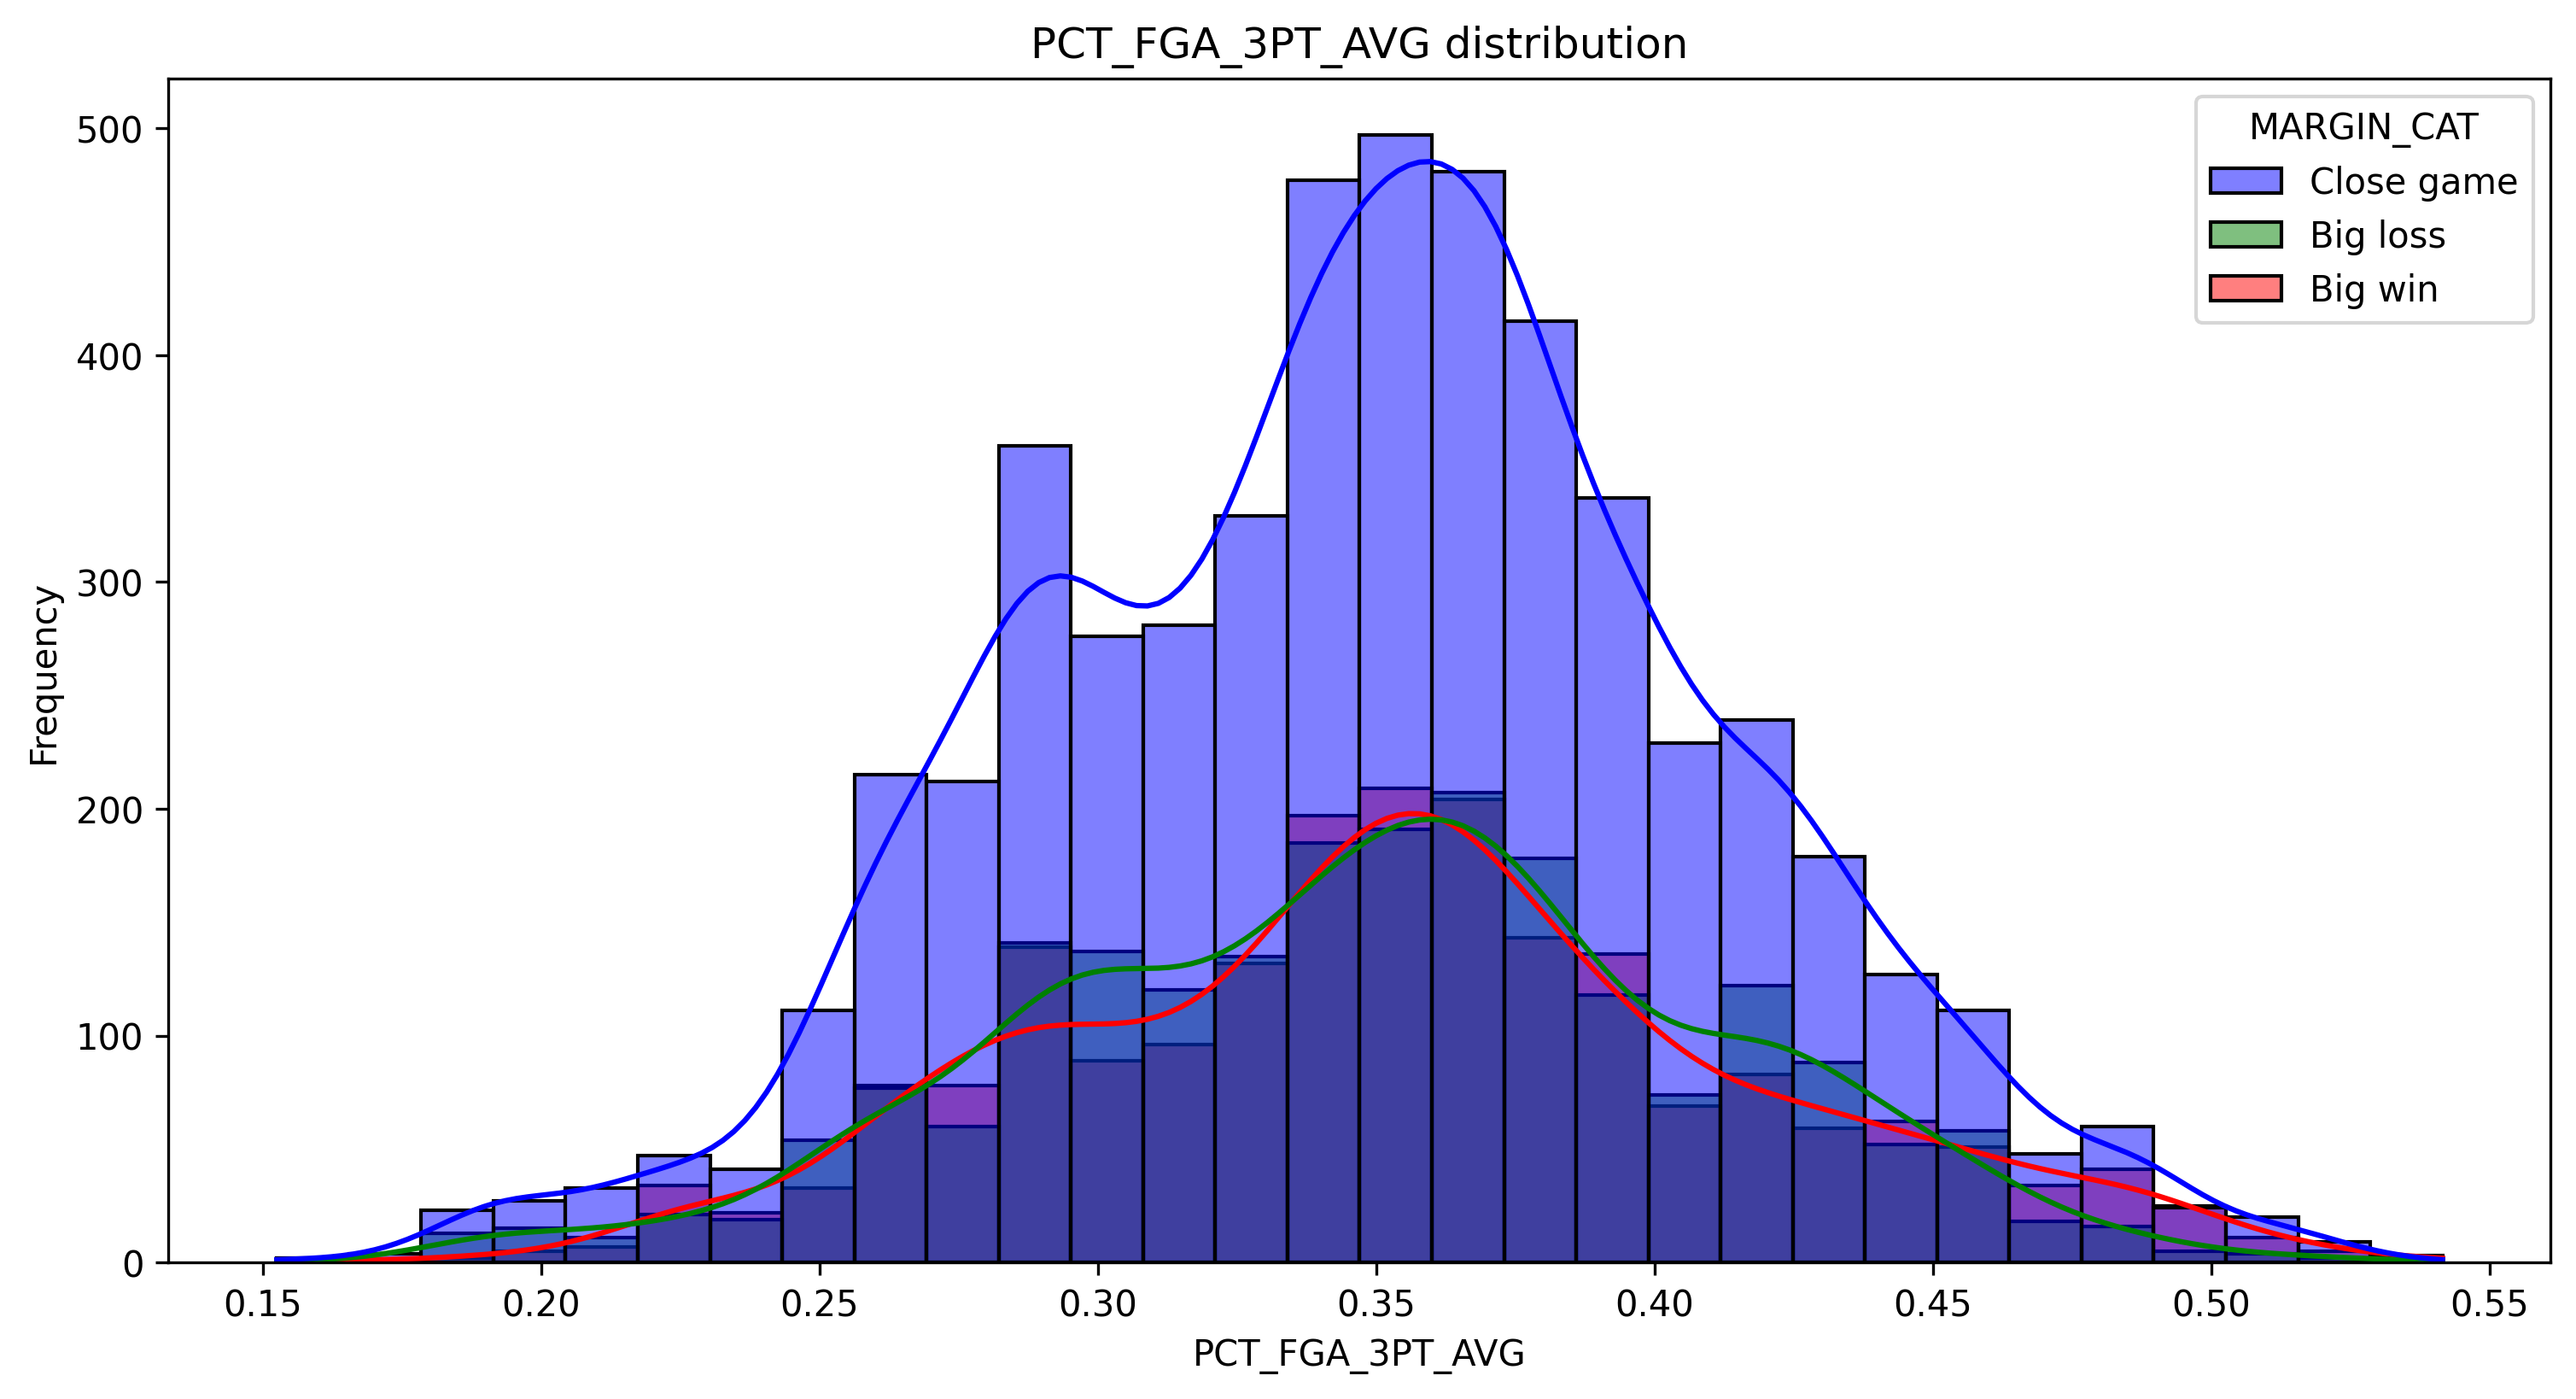 PCT_FGA_3PT_AVG distribution
MARGIN_CAT
Close game
Big loss
Big win
Frequency
500
400
300
200
100
0
0.15 0.20 0.25 0.30 0.35 0.40 0.45 0.50 0.55
PCT_FGA_3PT_AVG